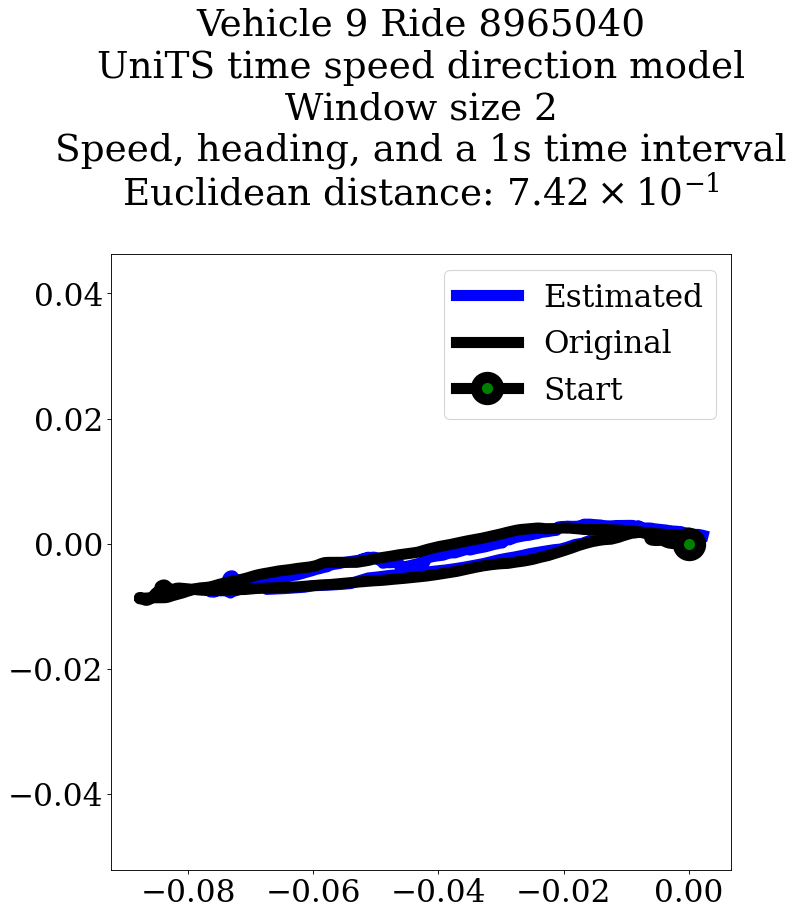 Vehicle 9 Ride 8965040
UniTS time speed direction model
Window size 2
Speed, heading, and a 1s time interval
Euclidean distance: 7.42 × 10⁻¹
Estimated
Original
Start
0.04
0.02
0.00
−0.02
−0.04
−0.08
−0.06
−0.04
−0.02
0.00